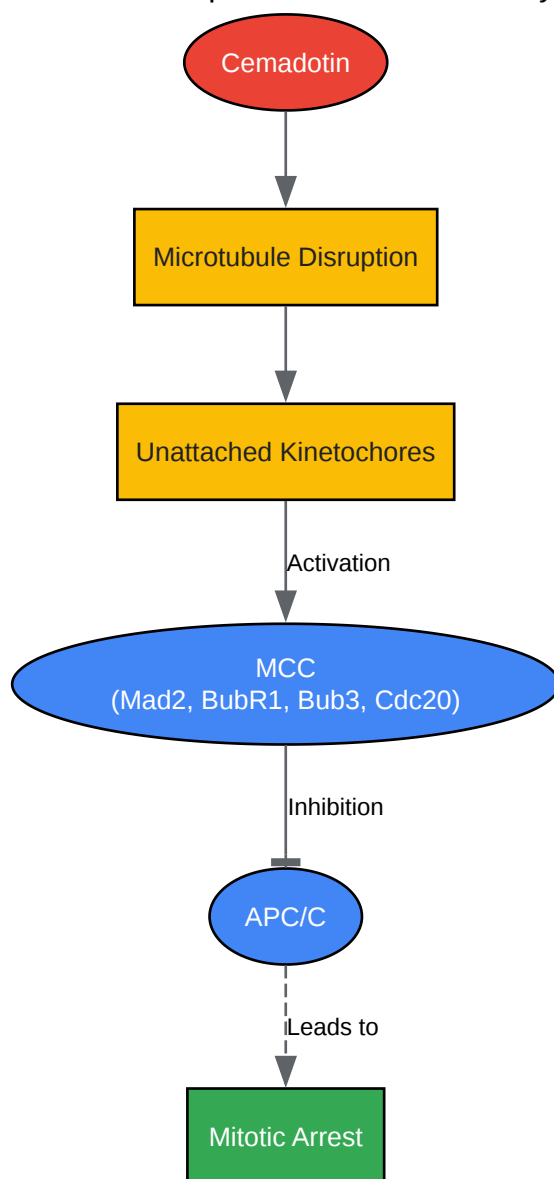 Cemadotin
Microtubule Disruption
Unattached Kinetochores
Activation
MCC
(Mad2, BubR1, Bub3, Cdc20)
Inhibition
APC/C
Leads to
Mitotic Arrest